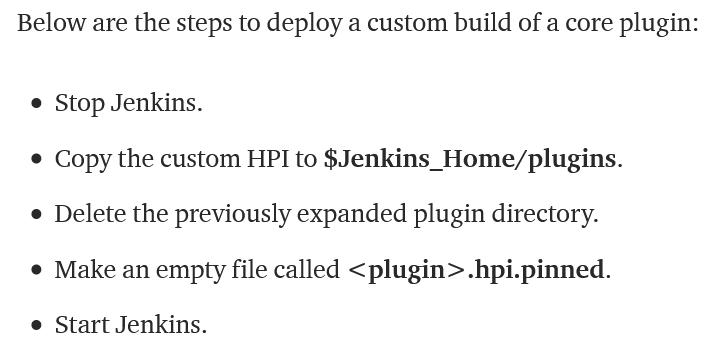 Below are the steps to deploy a custom build of a core plugin:
• Stop Jenkins.
• Copy the custom HPI to $Jenkins_Home/plugins.
• Delete the previously expanded plugin directory.
• Make an empty file called <plugin>.hpi.pinned.
• Start Jenkins.